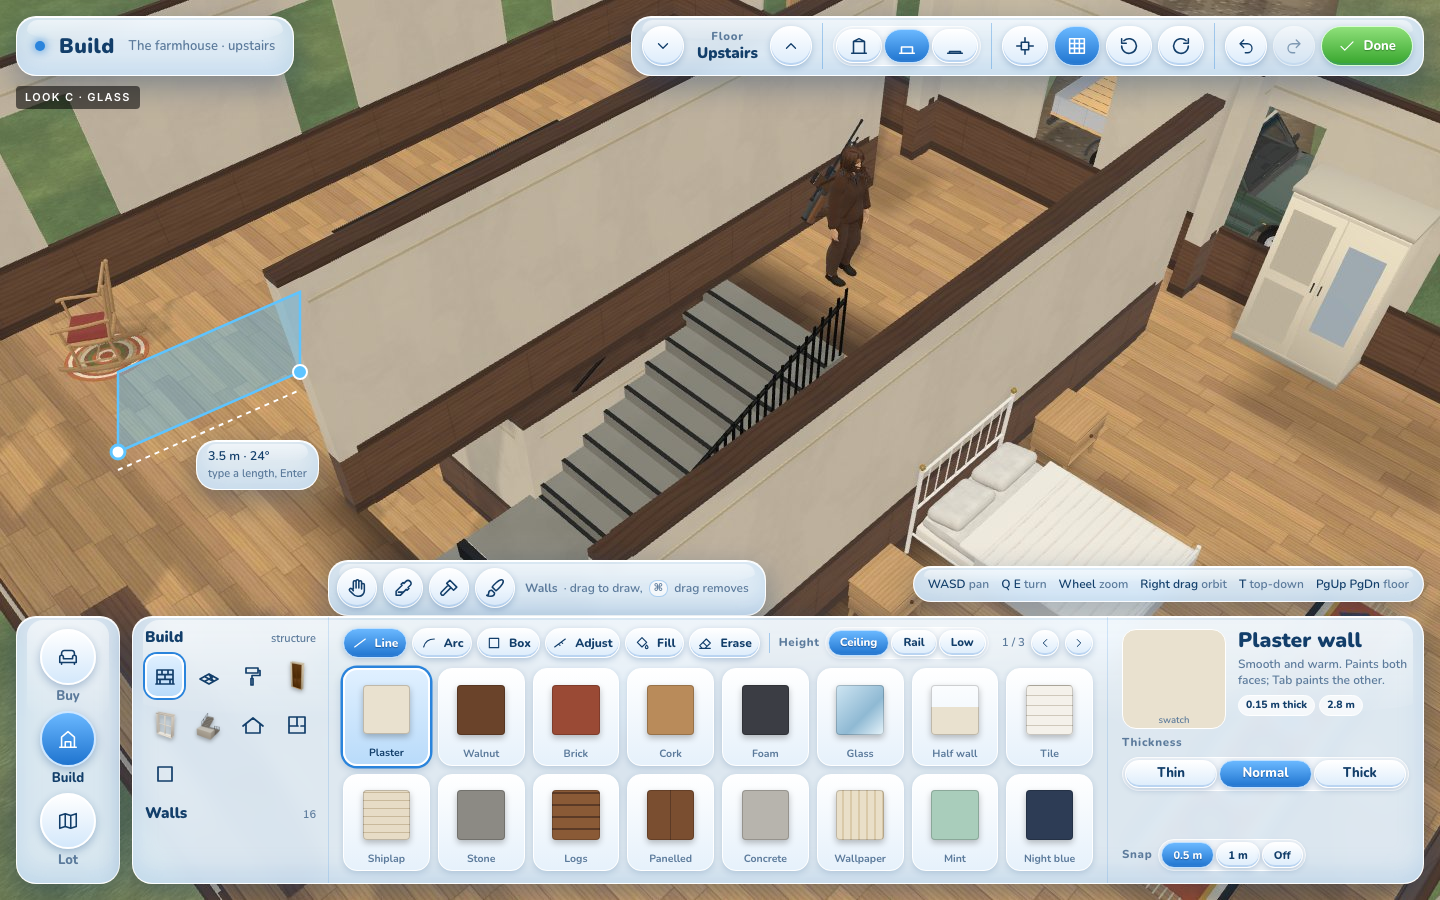 Build The farmhouse · upstairs
Floor
Upstairs
Done
LOOK C · GLASS
3.5 m · 24°
type a length, Enter
Walls · drag to draw, ⌘ drag removes
WASD pan Q E turn Wheel zoom Right drag orbit T top-down PgUp PgDn floor
Buy
Build
Lot
Build structure
Walls 16
Line Arc Box Adjust Fill Erase Height Ceiling Rail Low 1 / 3
Plaster Walnut Brick Cork Foam Glass Half wall Tile
Shiplap Stone Logs Panelled Concrete Wallpaper Mint Night blue
swatch
Plaster wall
Smooth and warm. Paints both
faces; Tab paints the other.
0.15 m thick 2.8 m
Thickness
Thin Normal Thick
Snap 0.5 m 1 m Off